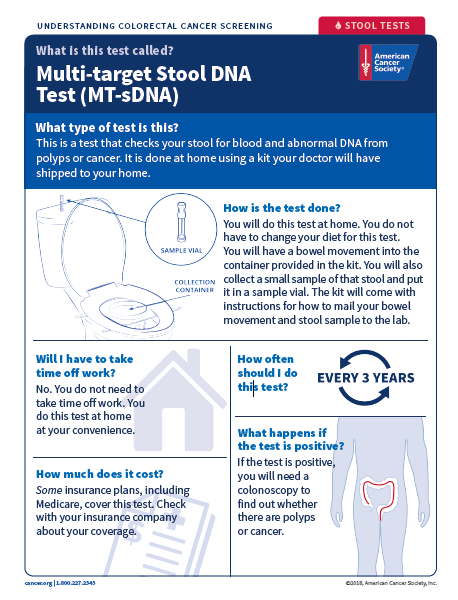 UNDERSTANDING COLORECTAL CANCER SCREENING
STOOL TESTS
What is this test called?
Multi-target Stool DNA
Test (MT-sDNA)
American
Cancer
Society®
What type of test is this?
This is a test that checks your stool for blood and abnormal DNA from
polyps or cancer. It is done at home using a kit your doctor will have
shipped to your home.
SAMPLE VIAL
COLLECTION
CONTAINER
How is the test done?
You will do this test at home. You do not
have to change your diet for this test.
You will have a bowel movement into the
container provided in the kit. You will also
collect a small sample of that stool and put
it in a sample vial. The kit will come with
instructions for how to mail your bowel
movement and stool sample to the lab.
Will I have to take
time off work?
No. You do not need to
take time off work. You
do this test at home
at your convenience.
How often
should I do
this test?
EVERY 3 YEARS
How much does it cost?
Some insurance plans, including
Medicare, cover this test. Check
with your insurance company
about your coverage.
What happens if
the test is positive?
If the test is positive,
you will need a
colonoscopy to
find out whether
there are polyps
or cancer.
cancer.org | 1.800.227.2345
©2018, American Cancer Society, Inc.